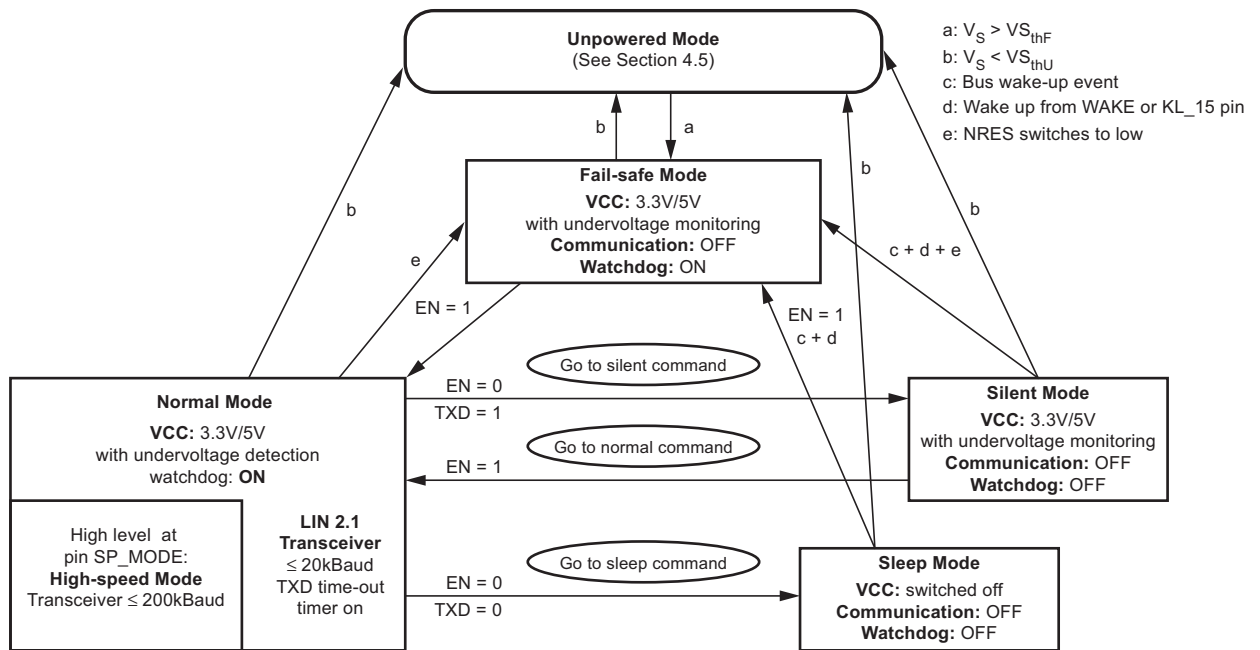 Unpowered Mode
(See Section 4.5)
a: V_S > VS_thF
b: V_S < VS_thU
c: Bus wake-up event
d: Wake up from WAKE or KL_15 pin
e: NRES switches to low
b
a
b
b
b
Fail-safe Mode
VCC: 3.3V/5V
with undervoltage monitoring
Communication: OFF
Watchdog: ON
e
c + d + e
EN = 1
EN = 1
c + d
Go to silent command
EN = 0
TXD = 1
Go to normal command
EN = 1
Go to sleep command
EN = 0
TXD = 0
Normal Mode
VCC: 3.3V/5V
with undervoltage detection
watchdog: ON
High level at
pin SP_MODE:
High-speed Mode
Transceiver ≤ 200kBaud
LIN 2.1
Transceiver
≤ 20kBaud
TXD time-out
timer on
Silent Mode
VCC: 3.3V/5V
with undervoltage monitoring
Communication: OFF
Watchdog: OFF
Sleep Mode
VCC: switched off
Communication: OFF
Watchdog: OFF